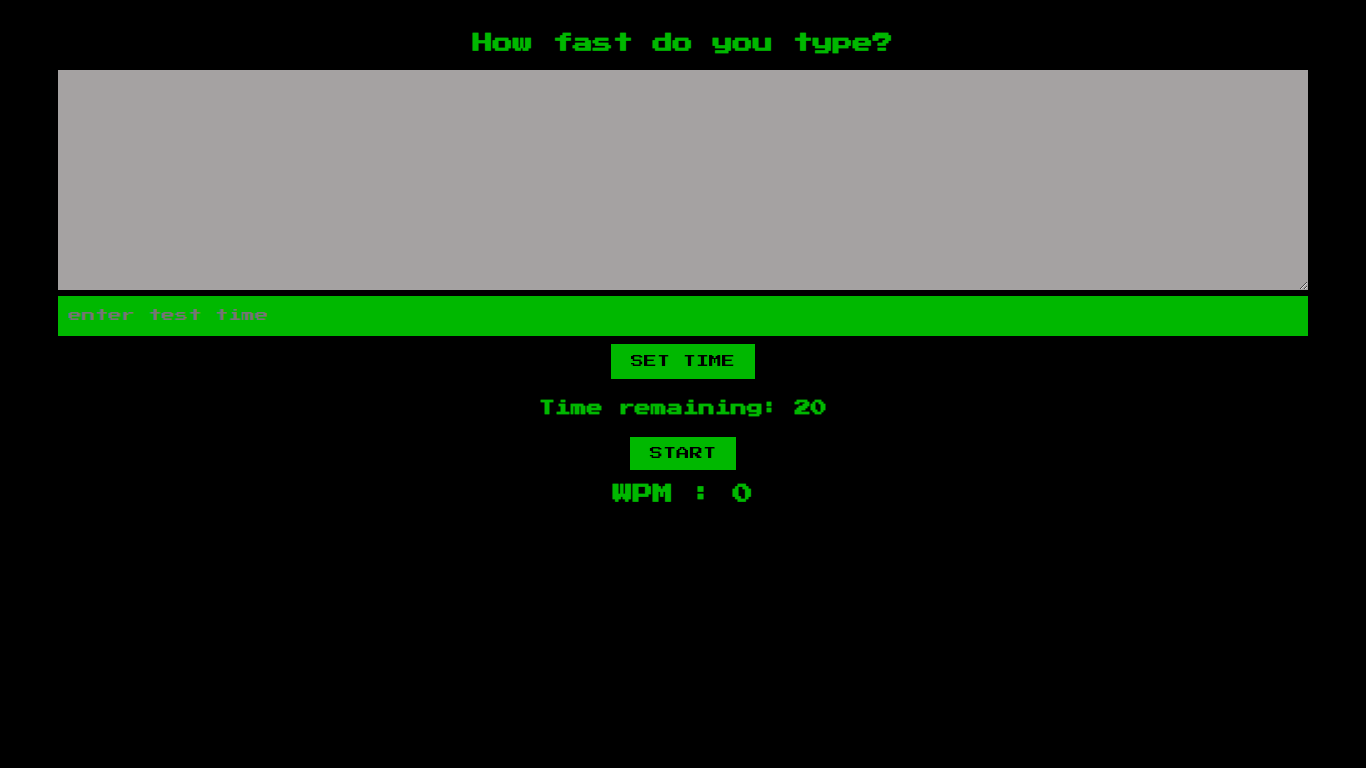 How fast do you type?
enter test time
SET TIME
Time remaining: 20
START
WPM : 0